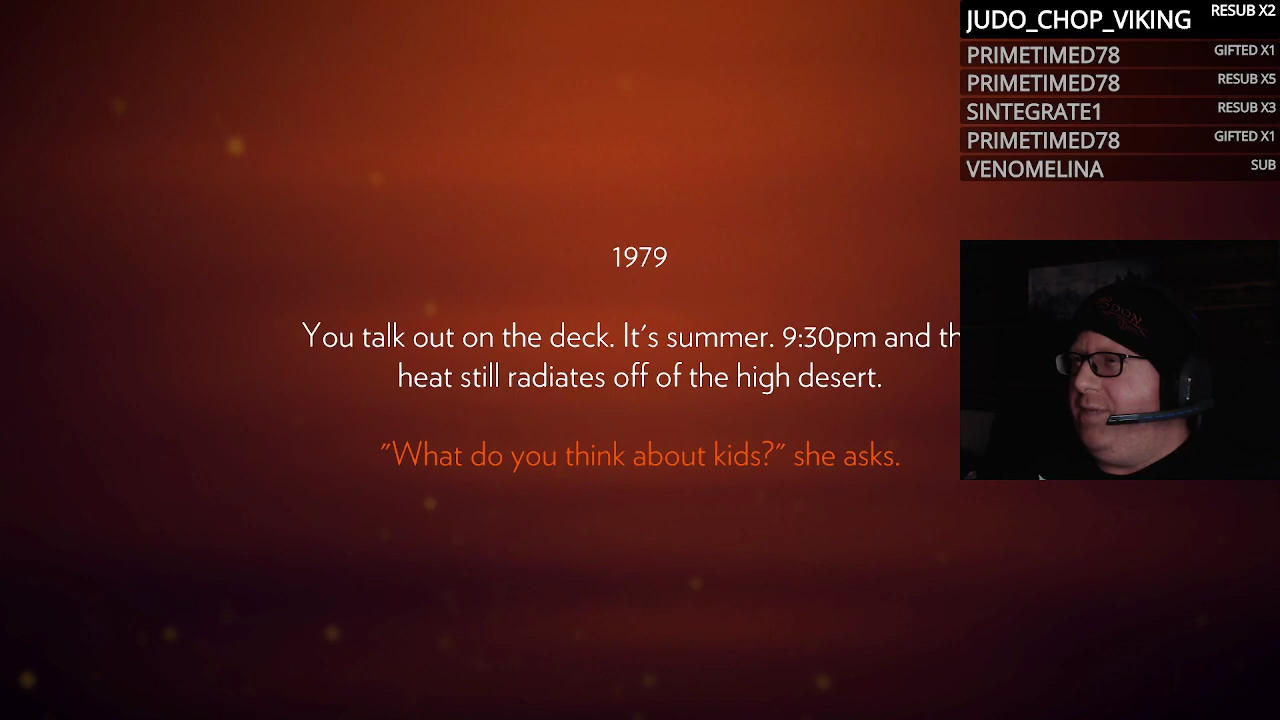 JUDO_CHOP_VIKING RESUB X2
PRIMETIMED78 GIFTED X1
PRIMETIMED78 RESUB X5
SINTEGRATE1 RESUB X3
PRIMETIMED78 GIFTED X1
VENOMELINA SUB
1979
You talk out on the deck. It's summer. 9:30pm and th
heat still radiates off of the high desert.
"What do you think about kids?" she asks.